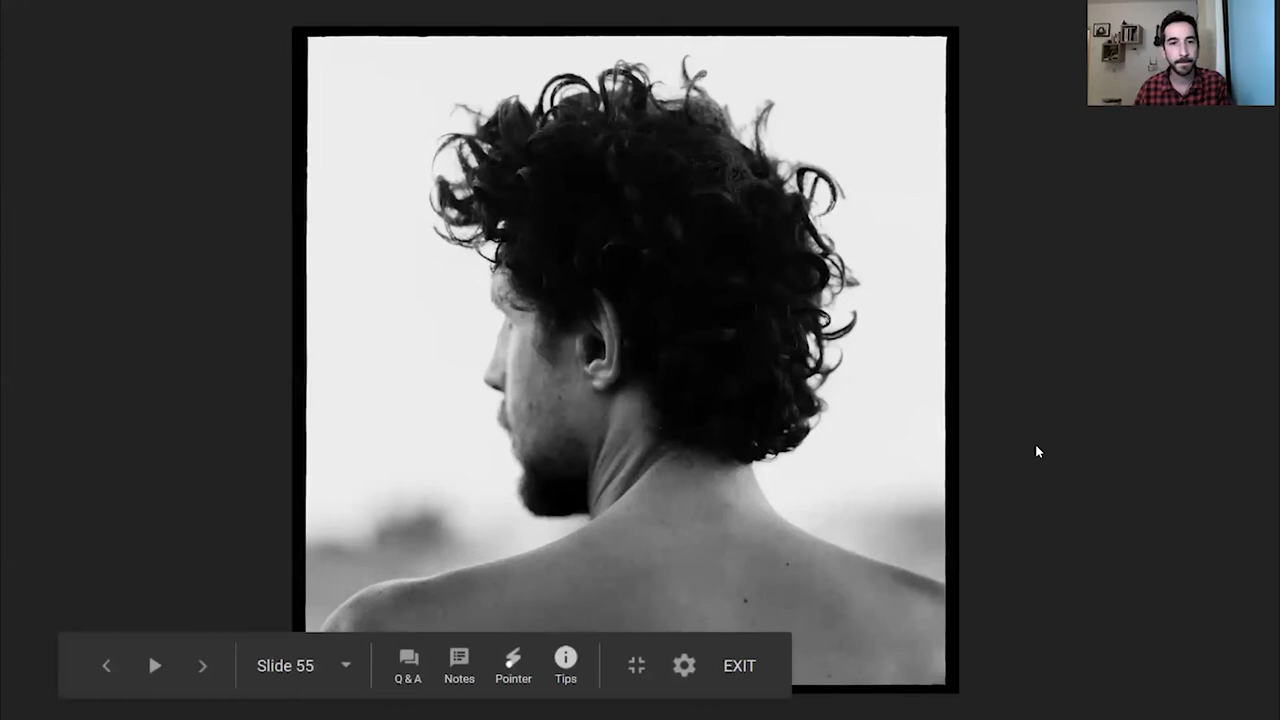 Slide 55
Q & A
Notes
Pointer
Tips
EXIT